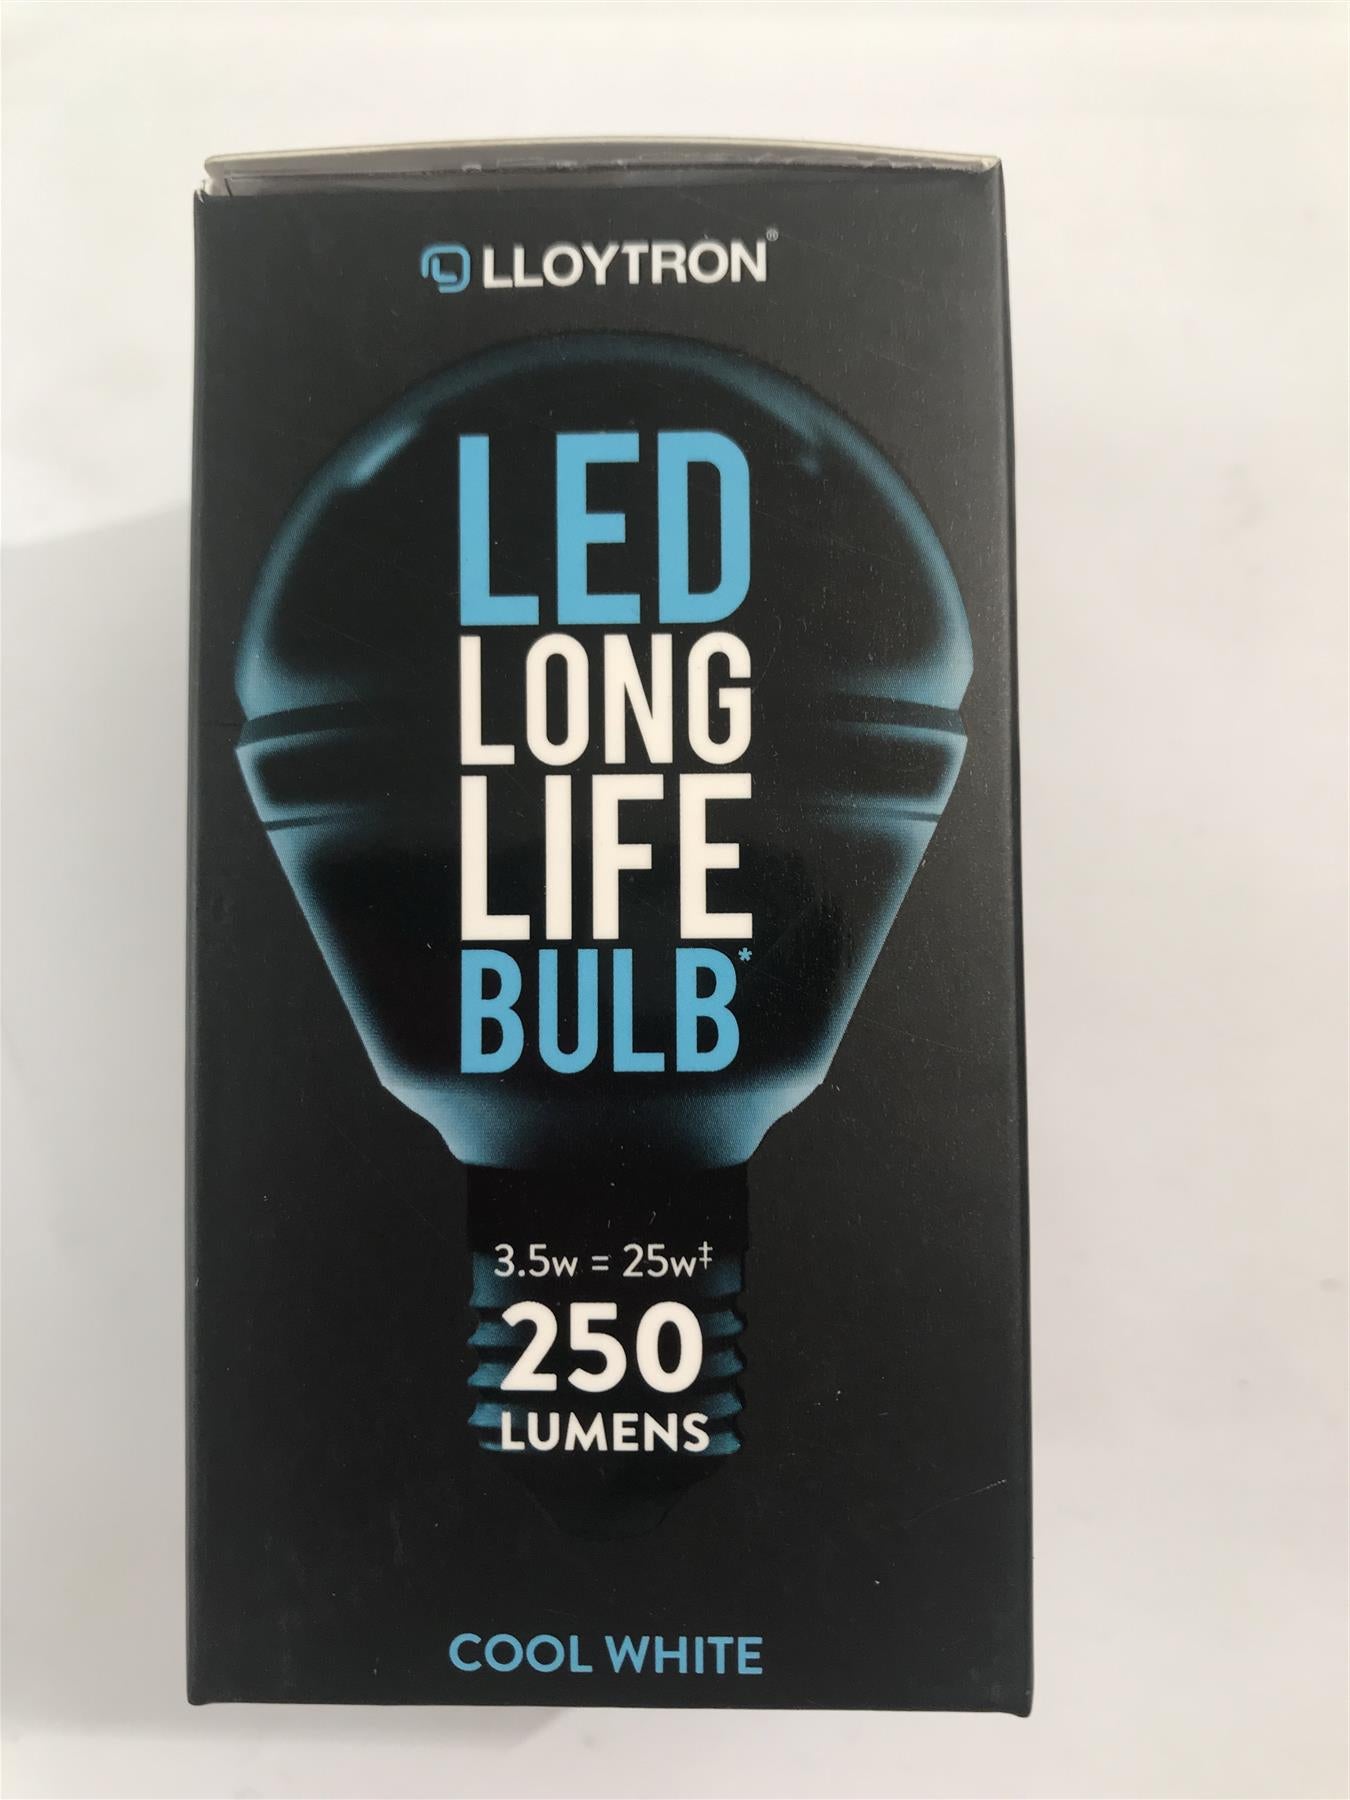 LLOYTRON®
LED
LONG
LIFE
BULB*
3.5w = 25w‡
250
LUMENS
COOL WHITE